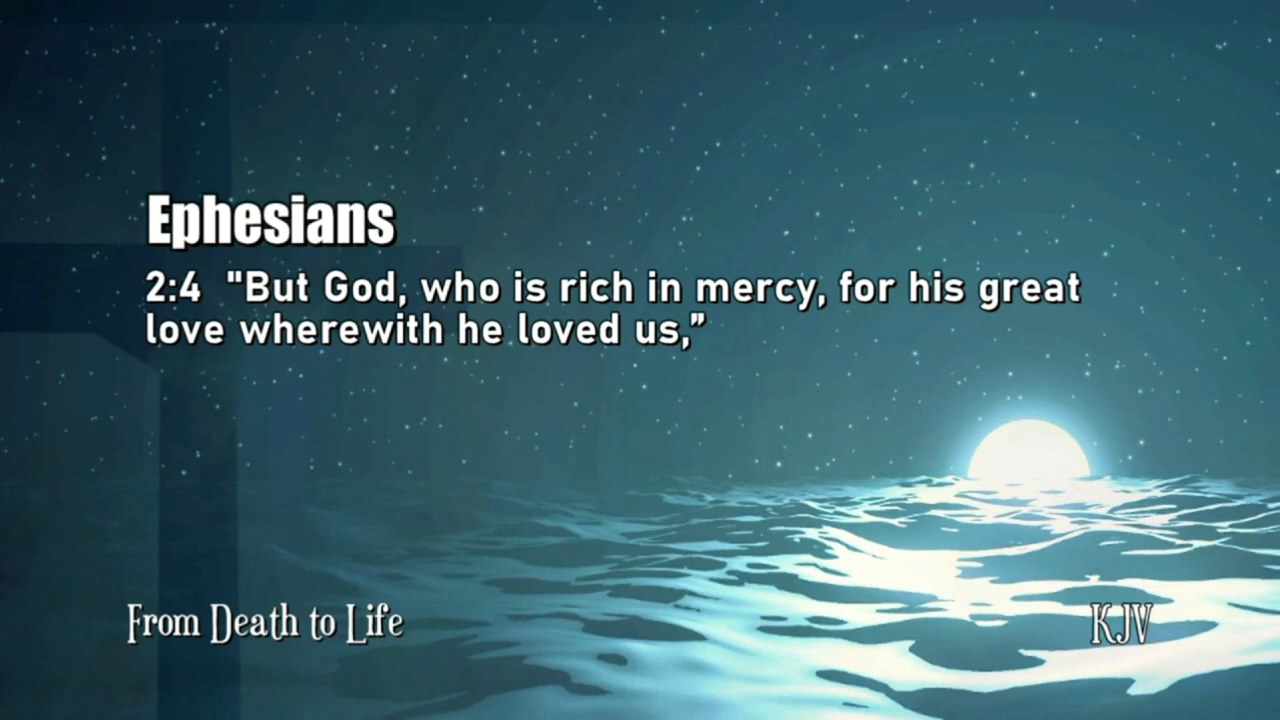 Ephesians
2:4  "But God, who is rich in mercy, for his great
love wherewith he loved us,”
From Death to Life
KJV